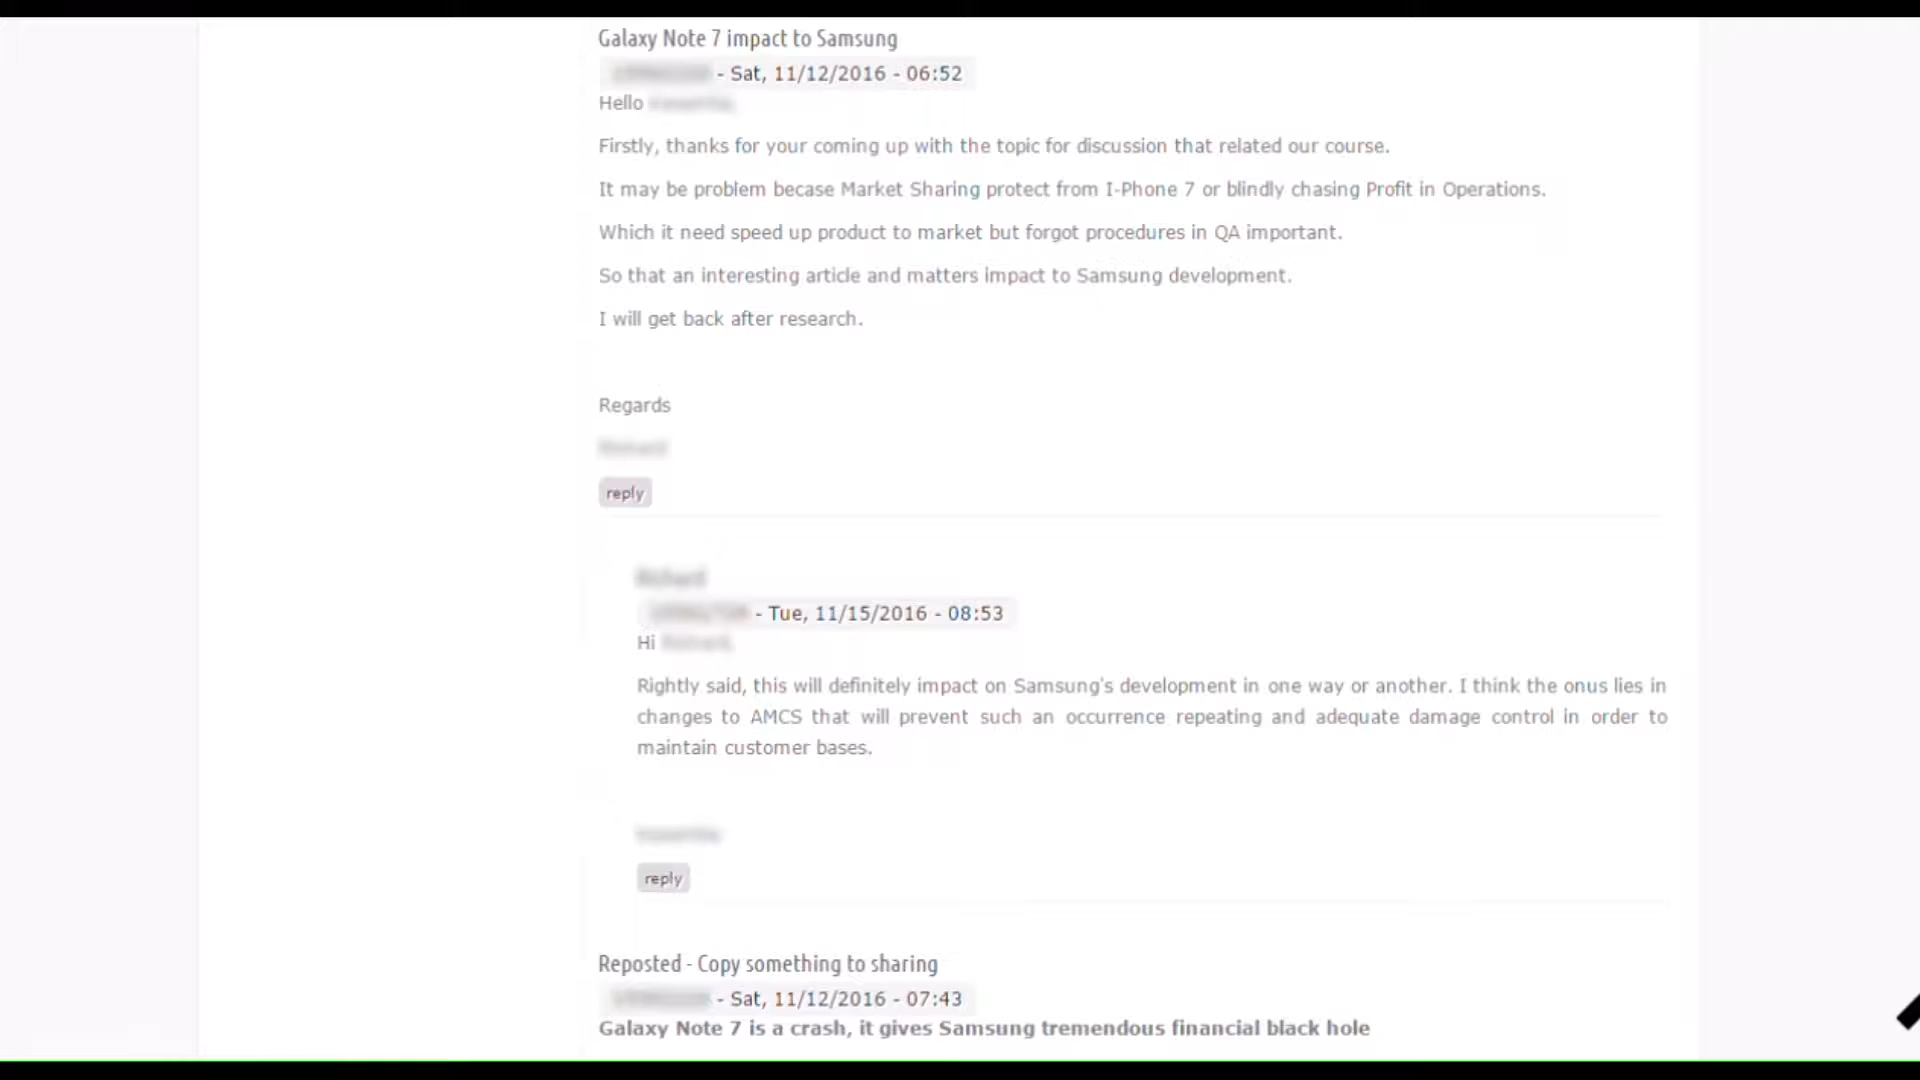 Galaxy Note 7 impact to Samsung
- Sat, 11/12/2016 - 06:52
Hello
Firstly, thanks for your coming up with the topic for discussion that related our course.
It may be problem becase Market Sharing protect from I-Phone 7 or blindly chasing Profit in Operations.
Which it need speed up product to market but forgot procedures in QA important.
So that an interesting article and matters impact to Samsung development.
I will get back after research.
Regards
reply
- Tue, 11/15/2016 - 08:53
Hi
Rightly said, this will definitely impact on Samsung's development in one way or another. I think the onus lies in
changes to AMCS that will prevent such an occurrence repeating and adequate damage control in order to
maintain customer bases.
reply
Reposted - Copy something to sharing
- Sat, 11/12/2016 - 07:43
Galaxy Note 7 is a crash, it gives Samsung tremendous financial black hole